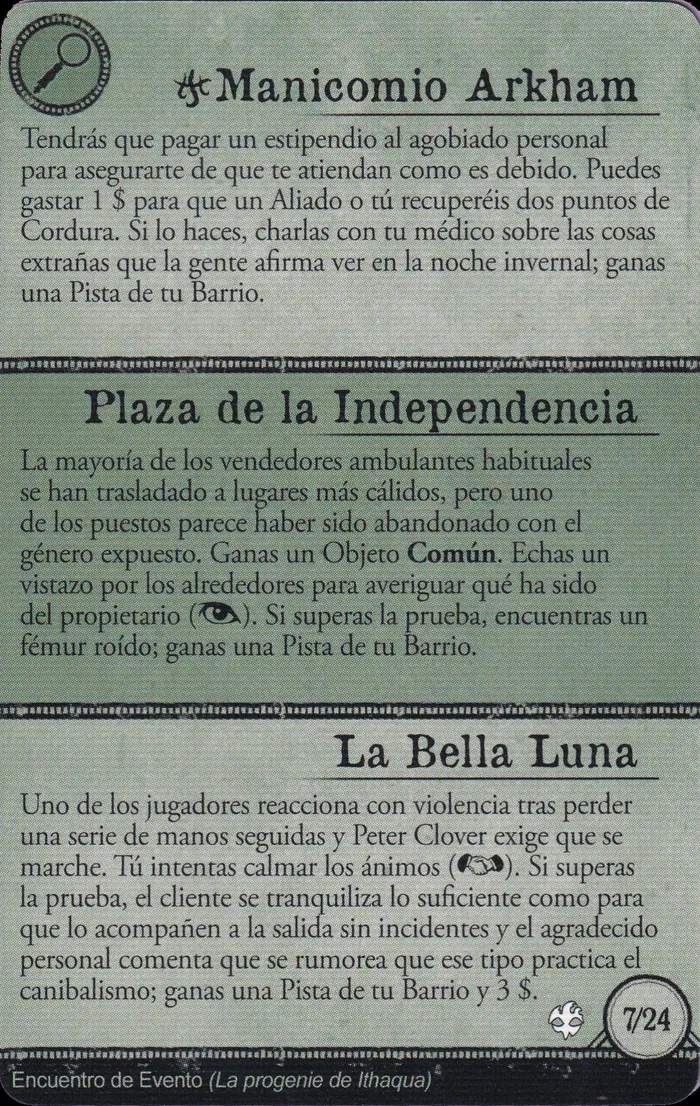 Manicomio Arkham
Tendrás que pagar un estipendio al agobiado personal
para asegurarte de que te atiendan como es debido. Puedes
gastar 1 $ para que un Aliado o tú recuperéis dos puntos de
Cordura. Si lo haces, charlas con tu médico sobre las cosas
extrañas que la gente afirma ver en la noche invernal; ganas
una Pista de tu Barrio.
Plaza de la Independencia
La mayoría de los vendedores ambulantes habituales
se han trasladado a lugares más cálidos, pero uno
de los puestos parece haber sido abandonado con el
género expuesto. Ganas un Objeto Común. Echas un
vistazo por los alrededores para averiguar qué ha sido
del propietario (). Si superas la prueba, encuentras un
fémur roído; ganas una Pista de tu Barrio.
La Bella Luna
Uno de los jugadores reacciona con violencia tras perder
una serie de manos seguidas y Peter Clover exige que se
marche. Tú intentas calmar los ánimos (). Si superas
la prueba, el cliente se tranquiliza lo suficiente como para
que lo acompañen a la salida sin incidentes y el agradecido
personal comenta que se rumorea que ese tipo practica el
canibalismo; ganas una Pista de tu Barrio y 3 $.
7/24
Encuentro de Evento (La progenie de Ithaqua)